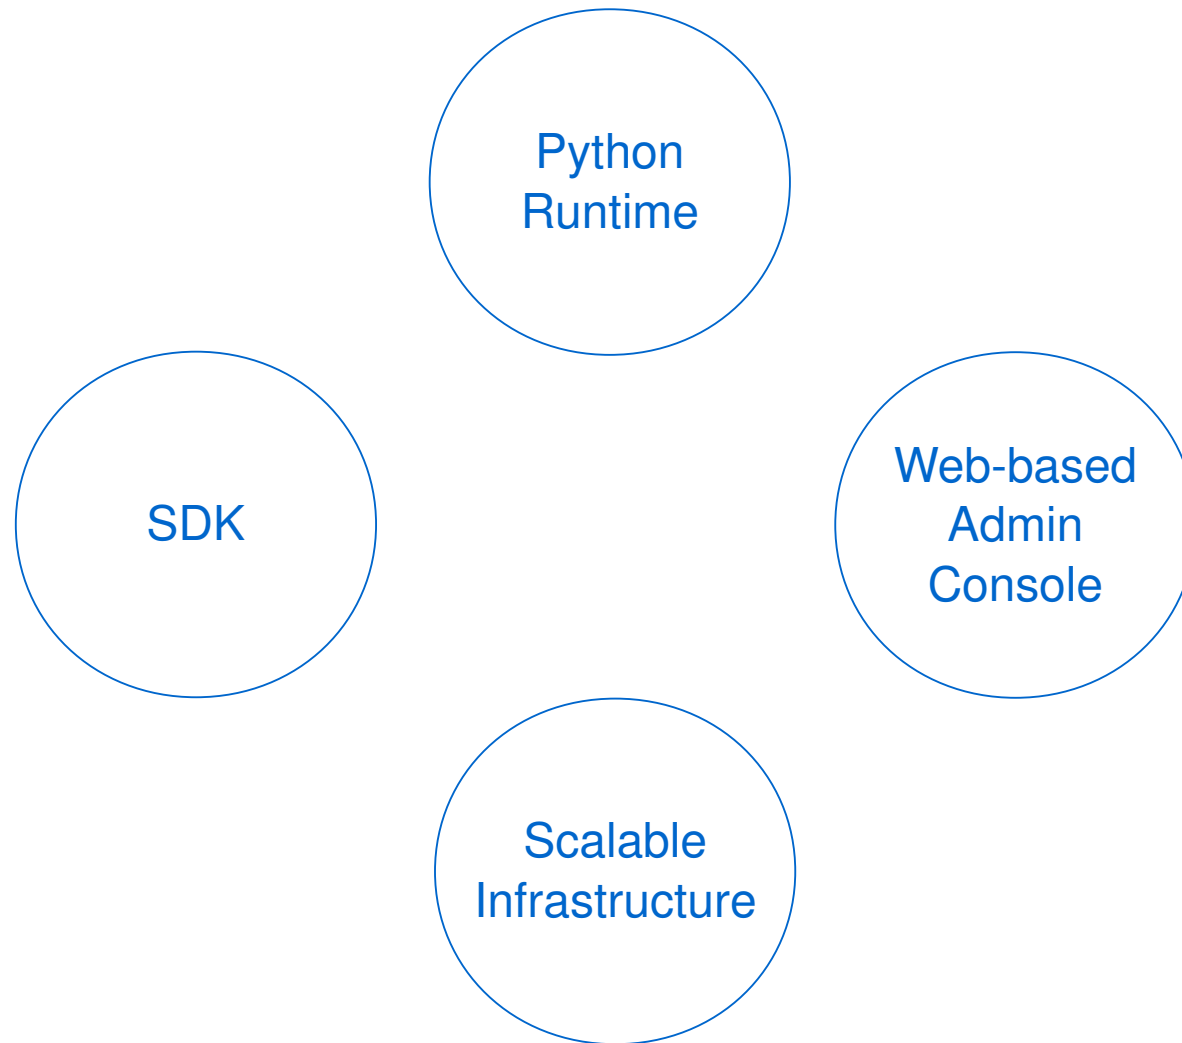 Python
Runtime
SDK
Web-based
Admin
Console
Scalable
Infrastructure